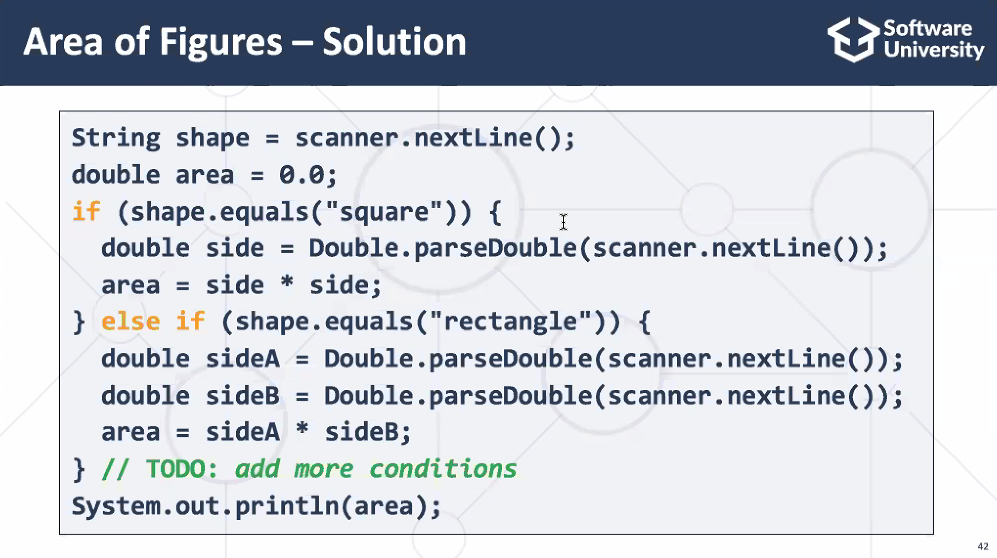 Area of Figures – Solution
Software
University
String shape = scanner.nextLine();
double area = 0.0;
if (shape.equals("square")) {
  double side = Double.parseDouble(scanner.nextLine());
  area = side * side;
} else if (shape.equals("rectangle")) {
  double sideA = Double.parseDouble(scanner.nextLine());
  double sideB = Double.parseDouble(scanner.nextLine());
  area = sideA * sideB;
} // TODO: add more conditions
System.out.println(area);
42